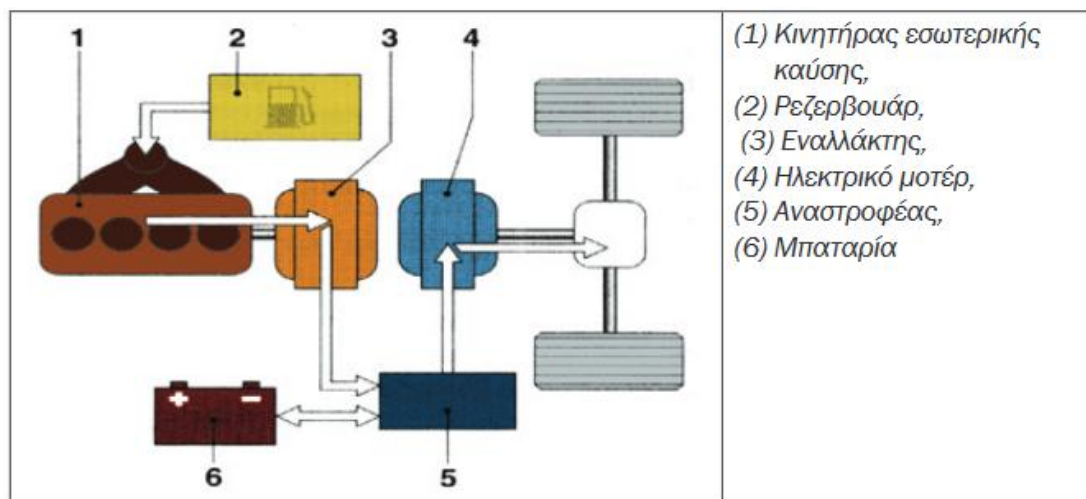 1 2 3 4
(1) Κινητήρας εσωτερικής
καύσης,
(2) Ρεζερβουάρ,
(3) Εναλλάκτης,
(4) Ηλεκτρικό μοτέρ,
(5) Αναστροφέας,
(6) Μπαταρία
+ −
6 5